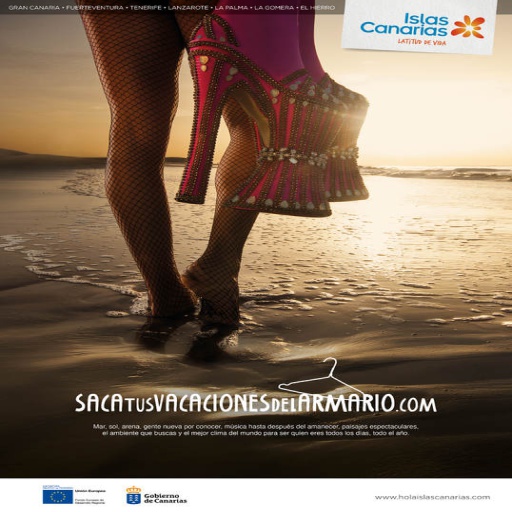 GRAN CANARIA • FUERTEVENTURA • TENERIFE • LANZAROTE • LA PALMA • LA GOMERA • EL HIERRO
Islas
Canarias
LATITUD DE VIDA
SACATUSVACACIONESDELARMARIO.COM
Mar, sol, arena, gente nueva por conocer, música hasta después del amanecer, paisajes espectaculares,
el ambiente que buscas y el mejor clima del mundo para ser quien eres todos los días, todo el año.
Unión Europea
Gobierno
de Canarias
www.holaislascanarias.com